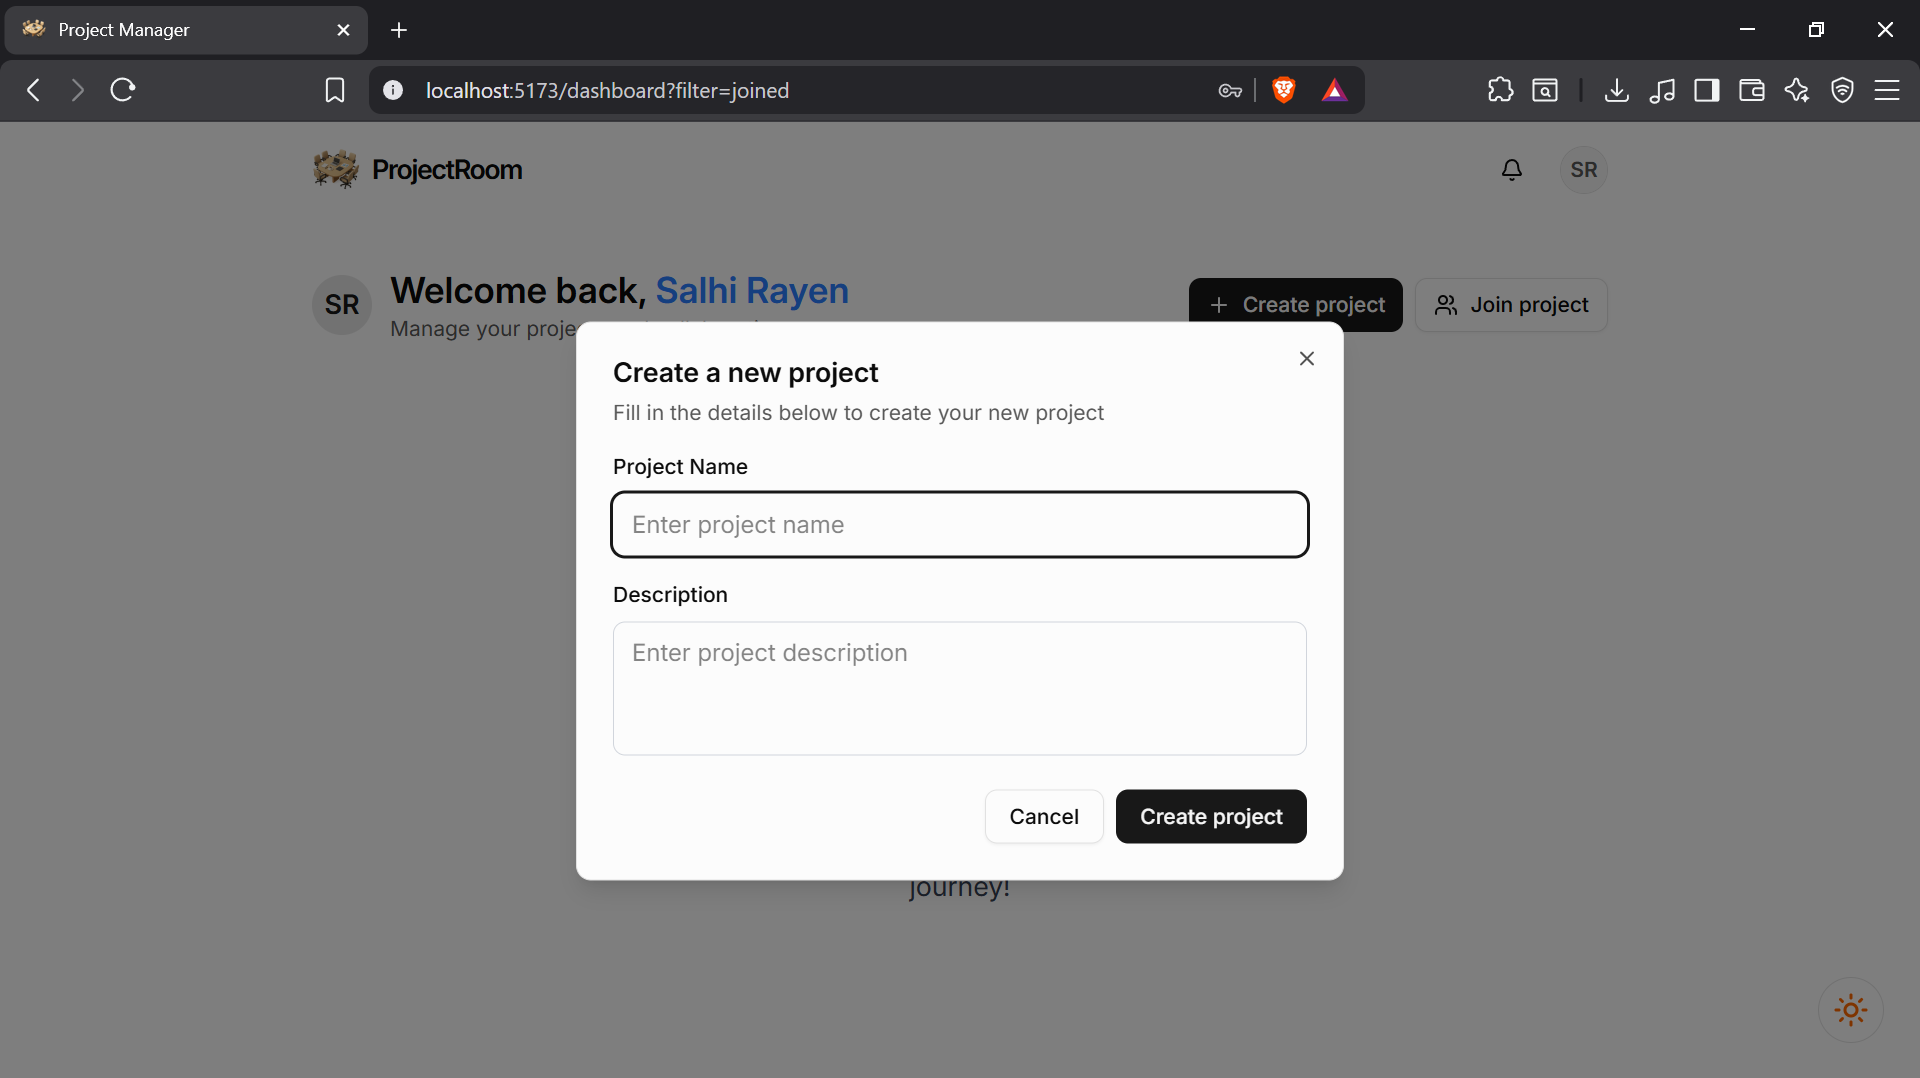 Project Manager
localhost:5173/dashboard?filter=joined
ProjectRoom
SR
SR
Welcome back, Salhi Rayen
Manage your proje
Create project
Join project
Create a new project
Fill in the details below to create your new project
Project Name
Enter project name
Description
Enter project description
Cancel
Create project
journey!